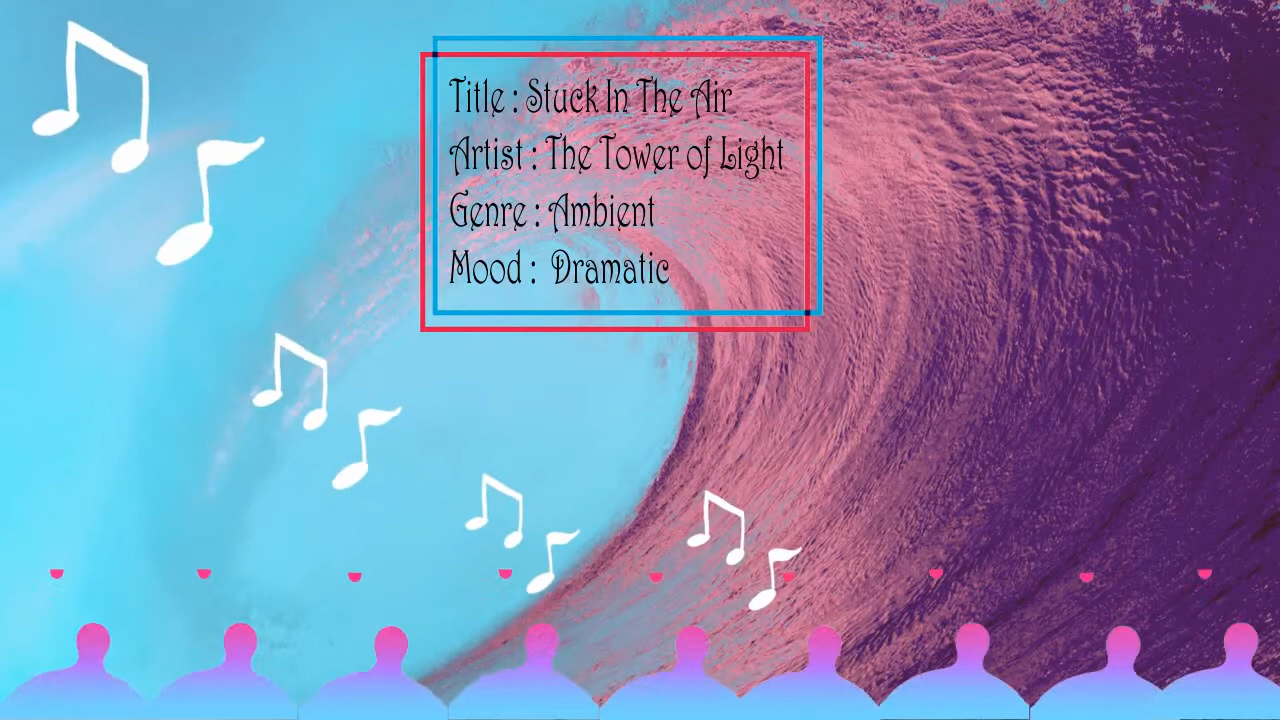 Title : Stuck In The Air
Artist : The Tower of Light
Genre : Ambient
Mood :  Dramatic